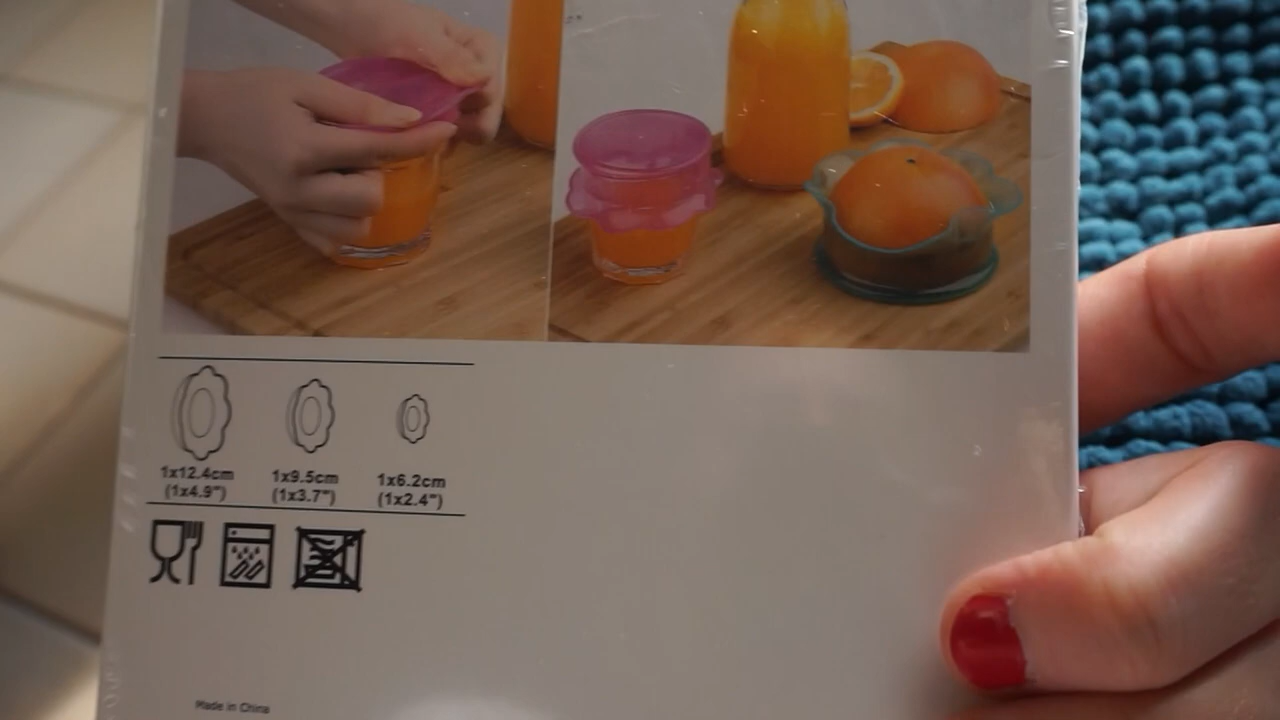 1x12.4cm
(1x4.9")
1x9.5cm
(1x3.7")
1x6.2cm
(1x2.4")
Made in China